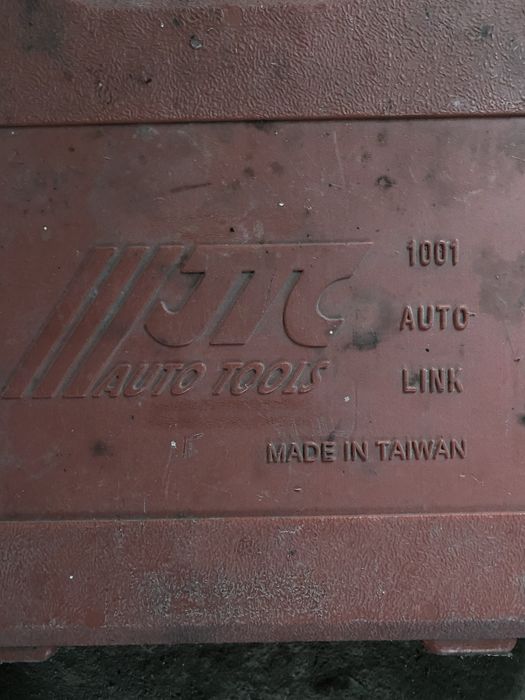 JTC
AUTO TOOLS
1001
AUTO-
LINK
MADE IN TAIWAN